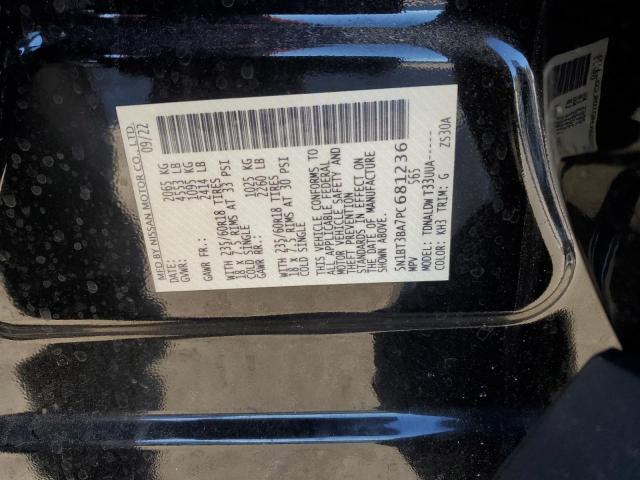 MFD BY NISSAN MOTOR CO., LTD.
DATE: 09/22
GVWR: 2065 KG
4553 LB
GAWR FR: 1095 KG
2414 LB
WITH 235/60R18 TIRES
18 X 7J RIMS AT 33 PSI
COLD SINGLE
GAWR RR: 1025 KG
2260 LB
WITH 235/60R18 TIRES
18 X 7J RIMS AT 30 PSI
COLD SINGLE
THIS VEHICLE CONFORMS TO
ALL APPLICABLE FEDERAL
MOTOR VEHICLE SAFETY AND
THEFT PREVENTION
STANDARDS IN EFFECT ON
THE DATE OF MANUFACTURE
SHOWN ABOVE.
5N1BT3BA7PC681236
MPV 565
MODEL: TDNALDW T33UUA------
COLOR: KH3 TRIM: G ZS30A